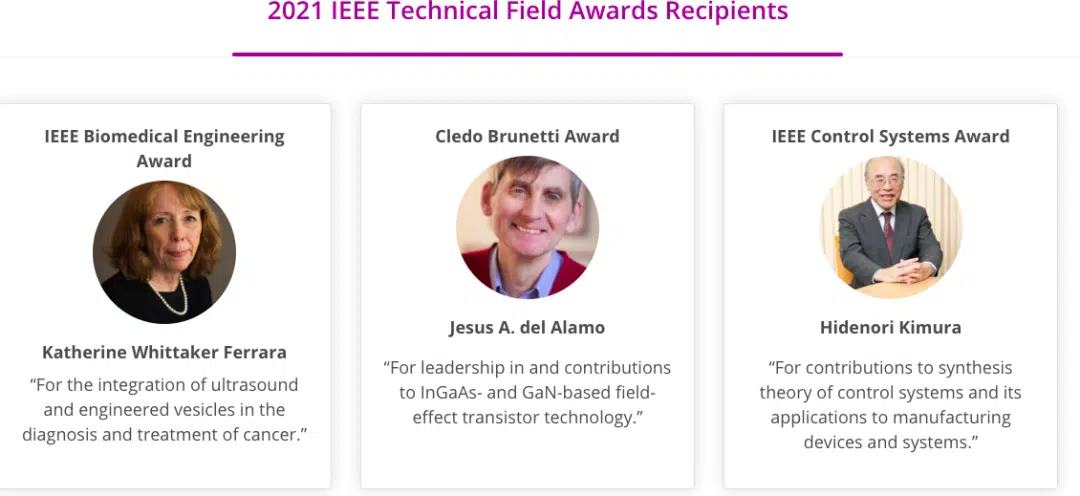 2021 IEEE Technical Field Awards Recipients
IEEE Biomedical Engineering
Award
Katherine Whittaker Ferrara
“For the integration of ultrasound
and engineered vesicles in the
diagnosis and treatment of cancer.”
Cledo Brunetti Award
Jesus A. del Alamo
“For leadership in and contributions
to InGaAs- and GaN-based field-
effect transistor technology.”
IEEE Control Systems Award
Hidenori Kimura
“For contributions to synthesis
theory of control systems and its
applications to manufacturing
devices and systems.”